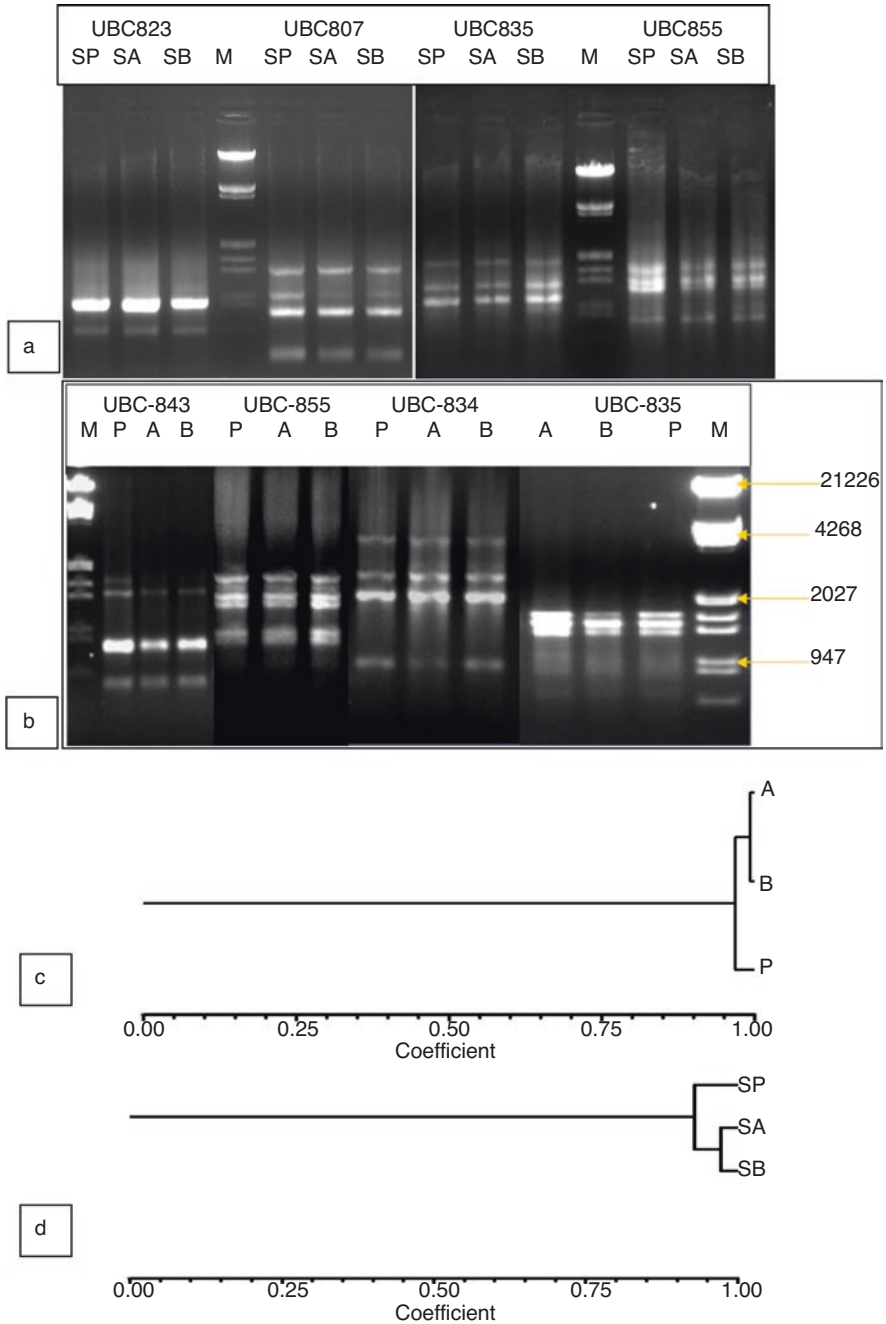 UBC823 UBC807 UBC835 UBC855
SP SA SB M SP SA SB SP SA SB M SP SA SB
a
UBC-843 UBC-855 UBC-834 UBC-835
M P A B P A B P A B A B P M
21226
4268
2027
947
b
A
B
P
c
0.00 0.25 0.50 0.75 1.00
Coefficient
SP
SA
SB
d
0.00 0.25 0.50 0.75 1.00
Coefficient